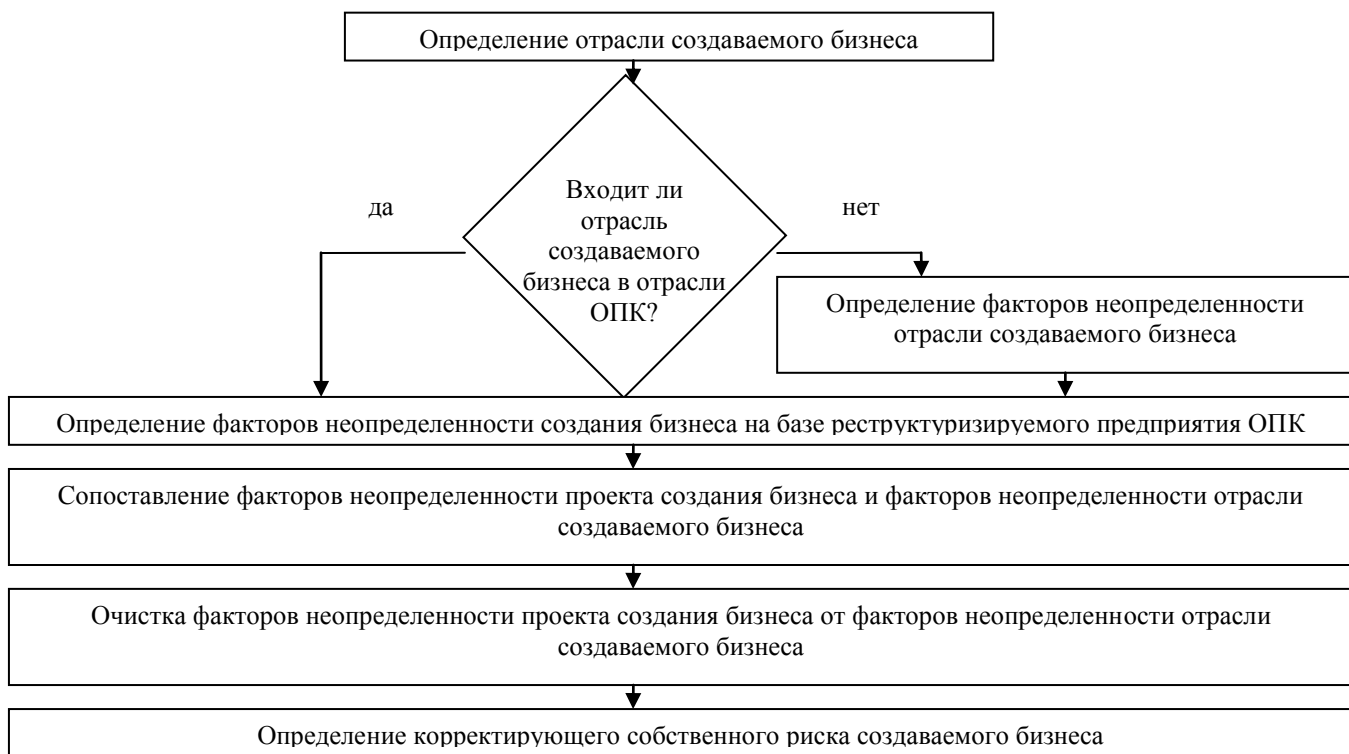 Определение отрасли создаваемого бизнеса
да
Входит ли
отрасль
создаваемого
бизнеса в отрасли
ОПК?
нет
Определение факторов неопределенности
отрасли создаваемого бизнеса
Определение факторов неопределенности создания бизнеса на базе реструктуризируемого предприятия ОПК
Сопоставление факторов неопределенности проекта создания бизнеса и факторов неопределенности отрасли
создаваемого бизнеса
Очистка факторов неопределенности проекта создания бизнеса от факторов неопределенности отрасли
создаваемого бизнеса
Определение корректирующего собственного риска создаваемого бизнеса